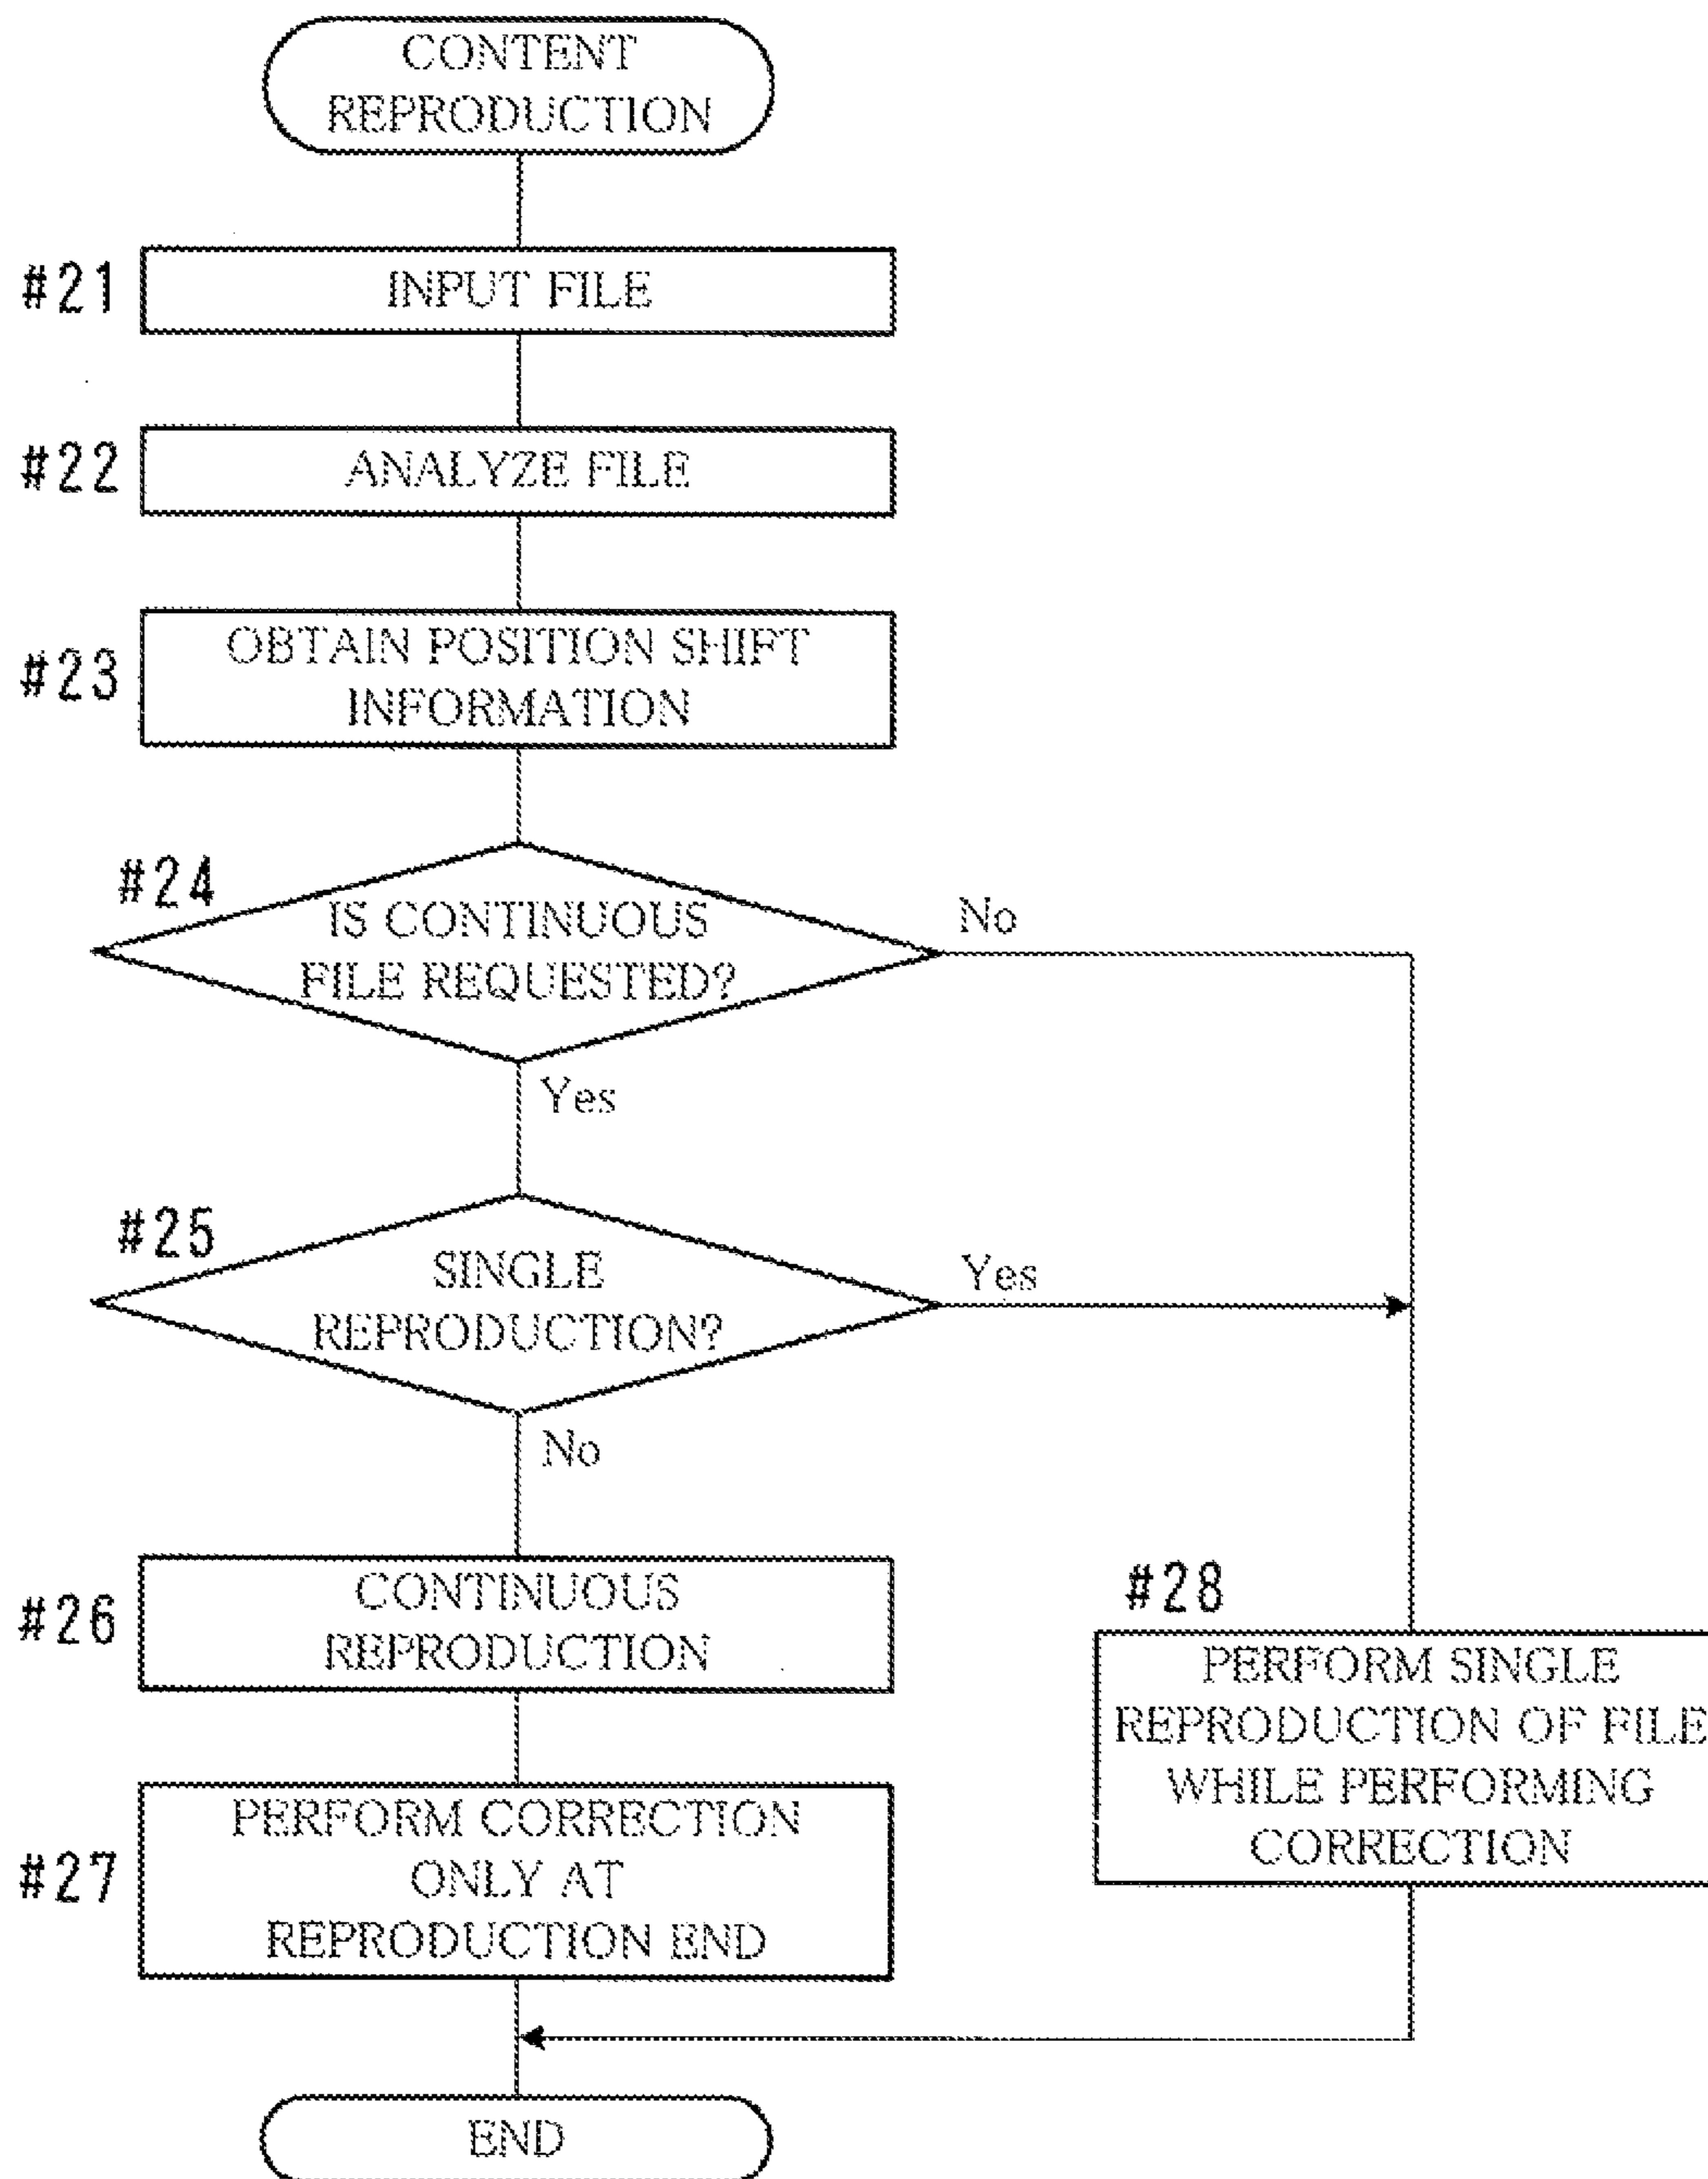 CONTENT
REPRODUCTION
#21
INPUT FILE
#22
ANALYZE FILE
#23
OBTAIN POSITION SHIFT
INFORMATION
#24
IS CONTINUOUS
FILE REQUESTED?
No
Yes
#25
SINGLE
REPRODUCTION?
Yes
No
#26
CONTINUOUS
REPRODUCTION
#27
PERFORM CORRECTION
ONLY AT
REPRODUCTION END
#28
PERFORM SINGLE
REPRODUCTION OF FILE
WHILE PERFORMING
CORRECTION
END